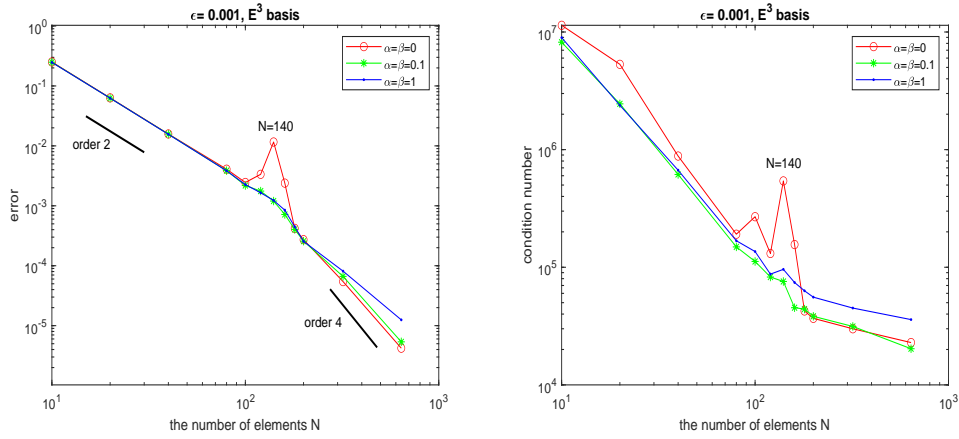 ϵ= 0.001, E³ basis
10⁰
10⁻¹
10⁻²
10⁻³
10⁻⁴
10⁻⁵
error
α=β=0
α=β=0.1
α=β=1
N=140
order 2
order 4
10¹
10²
10³
the number of elements N
ϵ= 0.001, E³ basis
10⁷
10⁶
10⁵
10⁴
condition number
α=β=0
α=β=0.1
α=β=1
N=140
10¹
10²
10³
the number of elements N